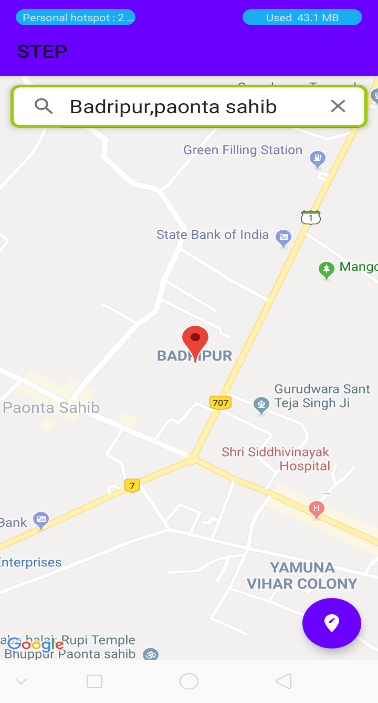 Personal hotspot : 2 ...
Used 43.1 MB
STEP
Badripur,paonta sahib
Green Filling Station
1
State Bank of India
Mango
BADRIPUR
707
Gurudwara Sant
Teja Singh Ji
Paonta Sahib
Shri Siddhivinayak
Hospital
7
H
Bank
Enterprises
YAMUNA
VIHAR COLONY
Rupi Temple
Google
Bhuppur Paonta sahib